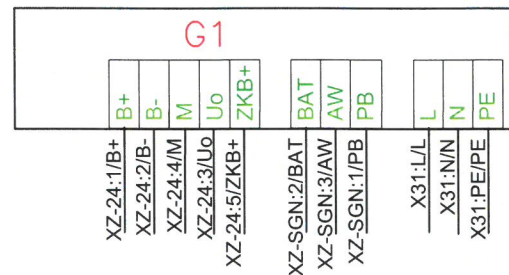 G1
B+
B-
M
Uo
ZKB+
BAT
AW
PB
L
N
PE
XZ-24:1/B+
XZ-24:2/B-
XZ-24:4/M
XZ-24:3/Uo
XZ-24:5/ZKB+
XZ-SGN:2/BAT
XZ-SGN:3/AW
XZ-SGN:1/PB
X31:L/L
X31:N/N
X31:PE/PE